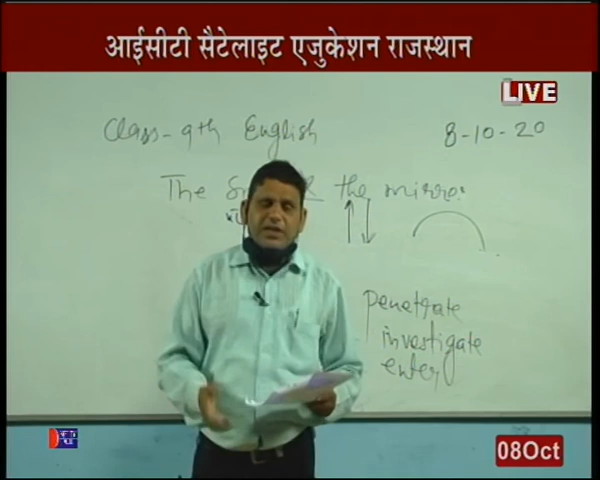 आईसीटी सैटेलाइट एजुकेशन राजस्थान
LIVE
Class-9th English
8-10-20
The the mirror
penetrate
investigate
enter
08Oct